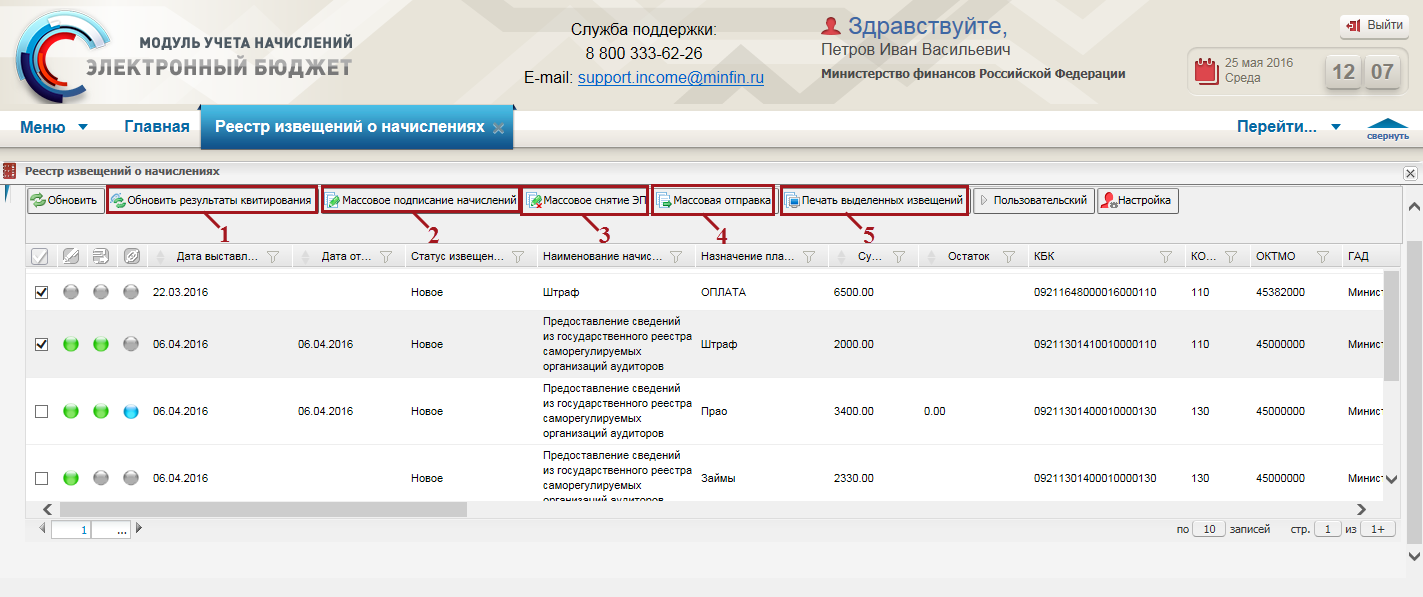 МОДУЛЬ УЧЕТА НАЧИСЛЕНИЙ
ЭЛЕКТРОННЫЙ БЮДЖЕТ
Служба поддержки:
8 800 333-62-26
E-mail: support.income@minfin.ru
Здравствуйте,
Петров Иван Васильевич
Министерство финансов Российской Федерации
Выйти
25 мая 2016
Среда
12 07
Меню Главная Реестр извещений о начислениях Перейти... свернуть
Реестр извещений о начислениях
Обновить Обновить результаты квитирования Массовое подписание начислений Массовое снятие ЭП Массовая отправка Печать выделенных извещений Пользовательский Настройка
1 2 3 4 5
Дата выставл... Дата от... Статус извещен... Наименование начис... Назначение пла... Су... Остаток КБК КО... ОКТМО ГАД
22.03.2016 Новое Штраф ОПЛАТА 6500.00 09211648000016000110 110 45382000 Минис
Предоставление сведений
из государственного реестра
саморегулируемых
организаций аудиторов
06.04.2016 06.04.2016 Новое Штраф 2000.00 09211301410010000110 110 45000000 Минис
Предоставление сведений
из государственного реестра
саморегулируемых
организаций аудиторов
06.04.2016 06.04.2016 Новое Прао 3400.00 0.00 09211301400010000130 130 45000000 Минис
Предоставление сведений
из государственного реестра
саморегулируемых
организаций аудиторов
06.04.2016 Новое Займы 2330.00 09211301400010000130 130 45000000 Минис
1 ...
по 10 записей стр. 1 из 1+